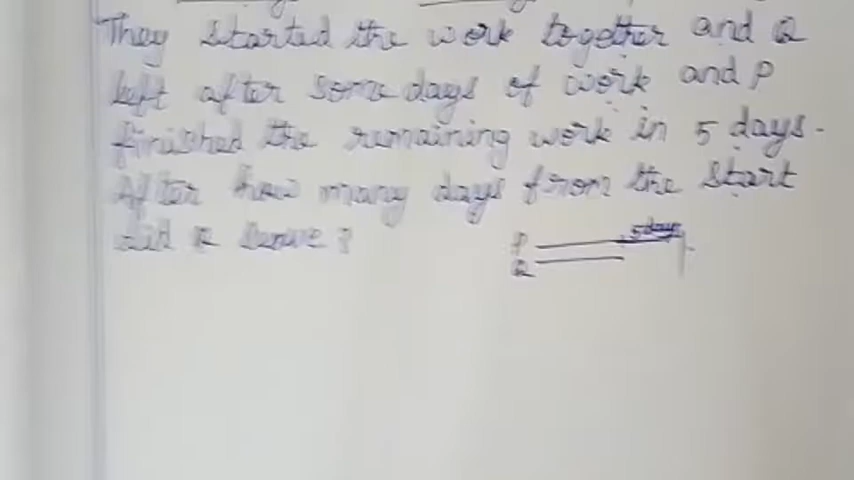 They started the work together and Q
left after some days of work and P
finished the remaining work in 5 days.
After how many days from the start
did leave?
P 5 days
Q